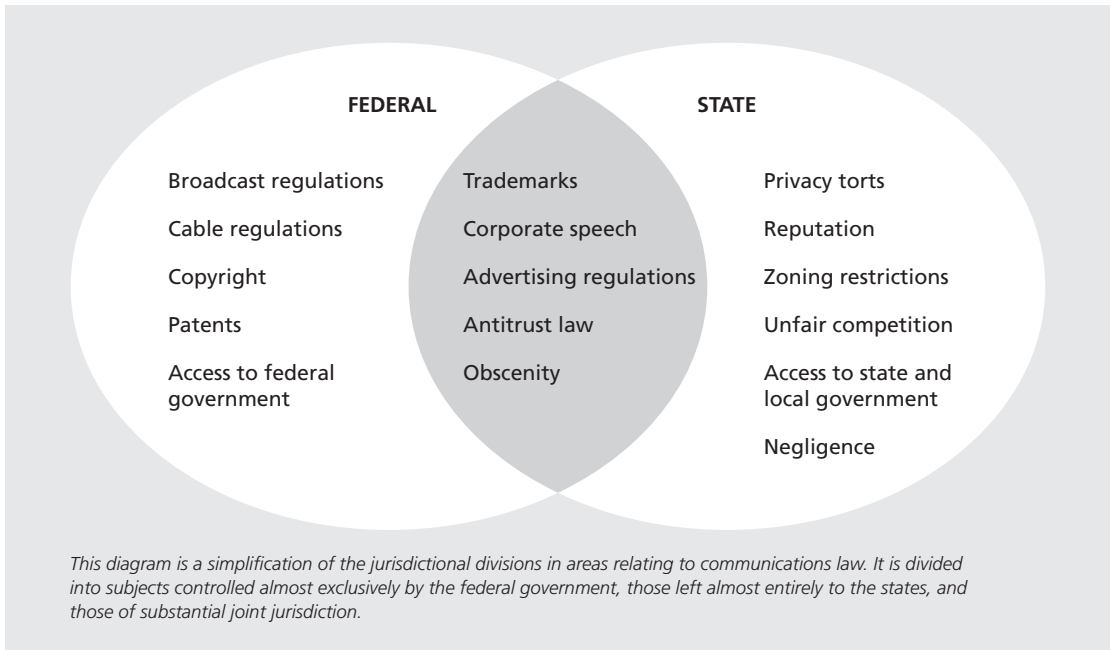 FEDERAL
Broadcast regulations
Cable regulations
Copyright
Patents
Access to federal
government
Trademarks
Corporate speech
Advertising regulations
Antitrust law
Obscenity
STATE
Privacy torts
Reputation
Zoning restrictions
Unfair competition
Access to state and
local government
Negligence
This diagram is a simplification of the jurisdictional divisions in areas relating to communications law. It is divided
into subjects controlled almost exclusively by the federal government, those left almost entirely to the states, and
those of substantial joint jurisdiction.